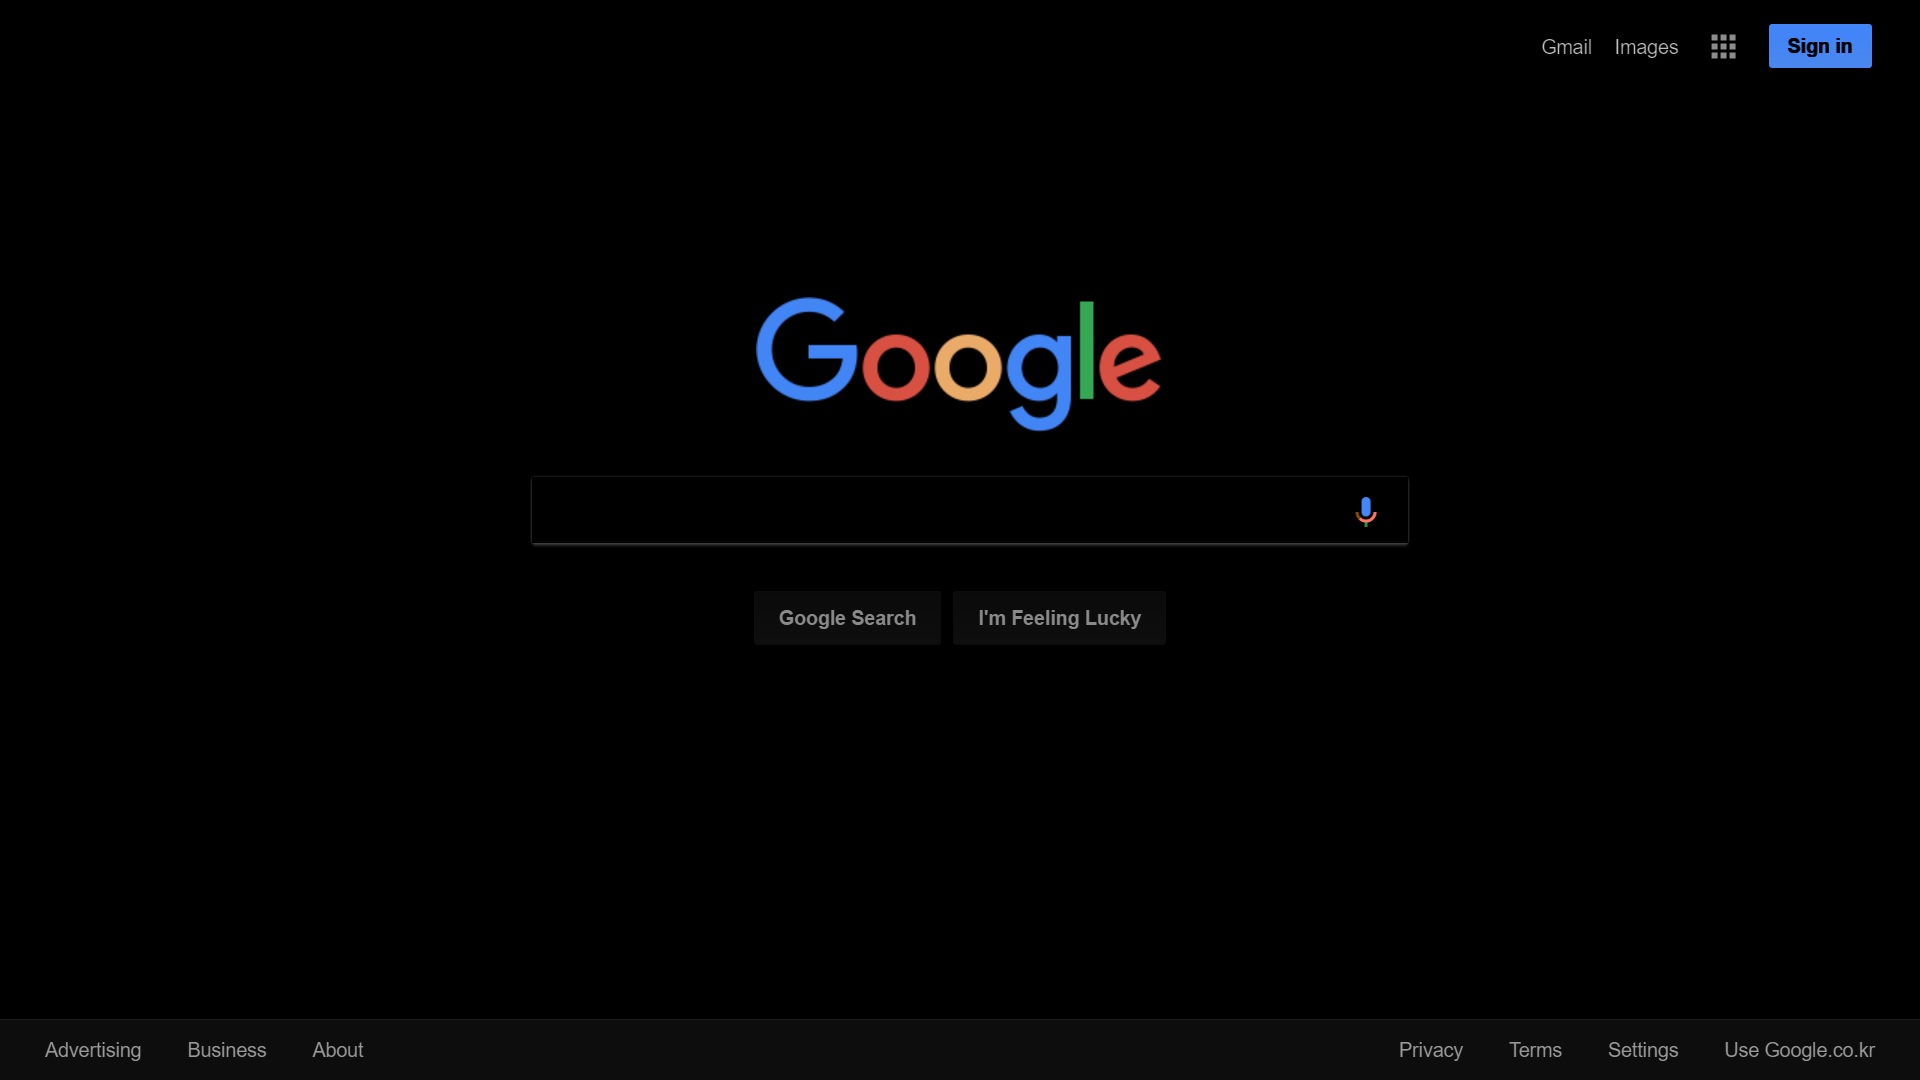 Gmail Images Sign in
Google
Google Search I'm Feeling Lucky
Advertising Business About Privacy Terms Settings Use Google.co.kr